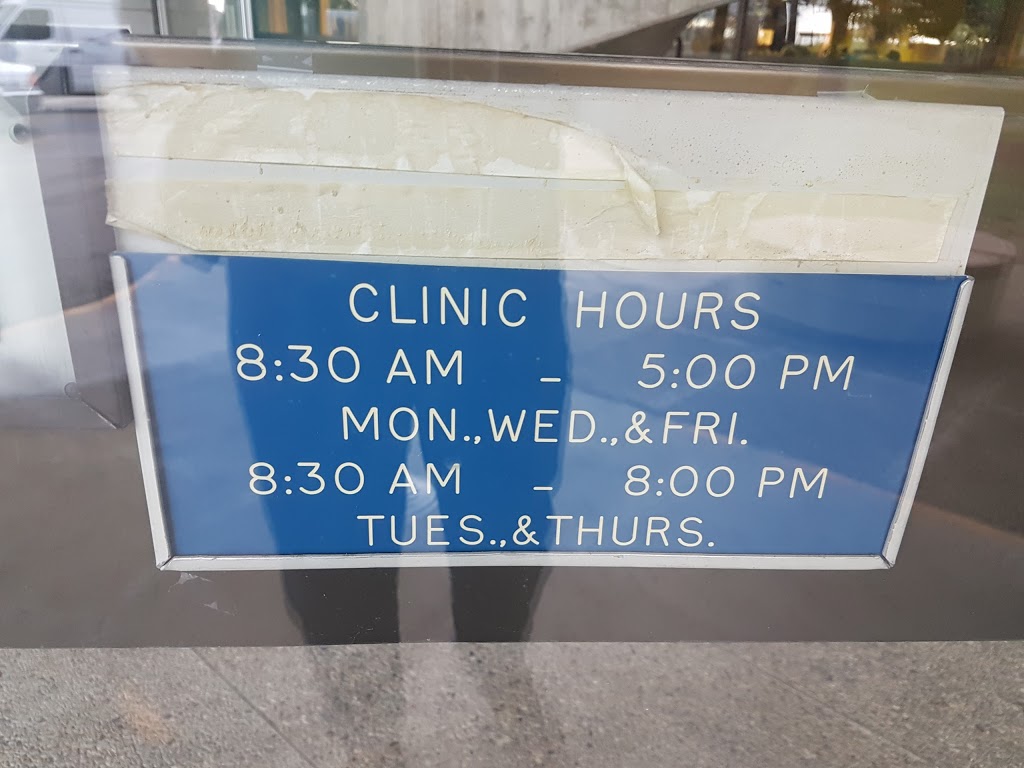 CLINIC HOURS
8:30 AM - 5:00 PM
MON.,WED.,&FRI.
8:30 AM - 8:00 PM
TUES.,&THURS.